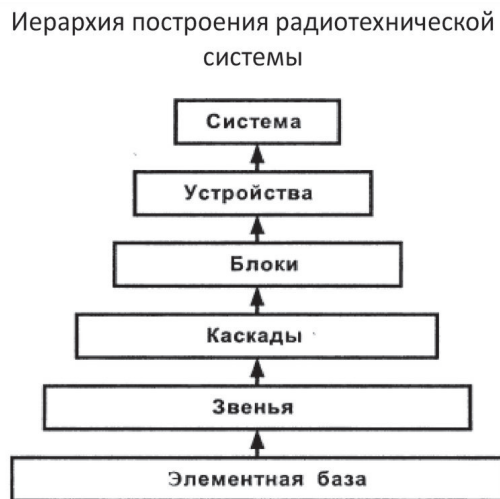 Иерархия построения радиотехнической
системы
Система
Устройства
Блоки
Каскады
Звенья
Элементная база